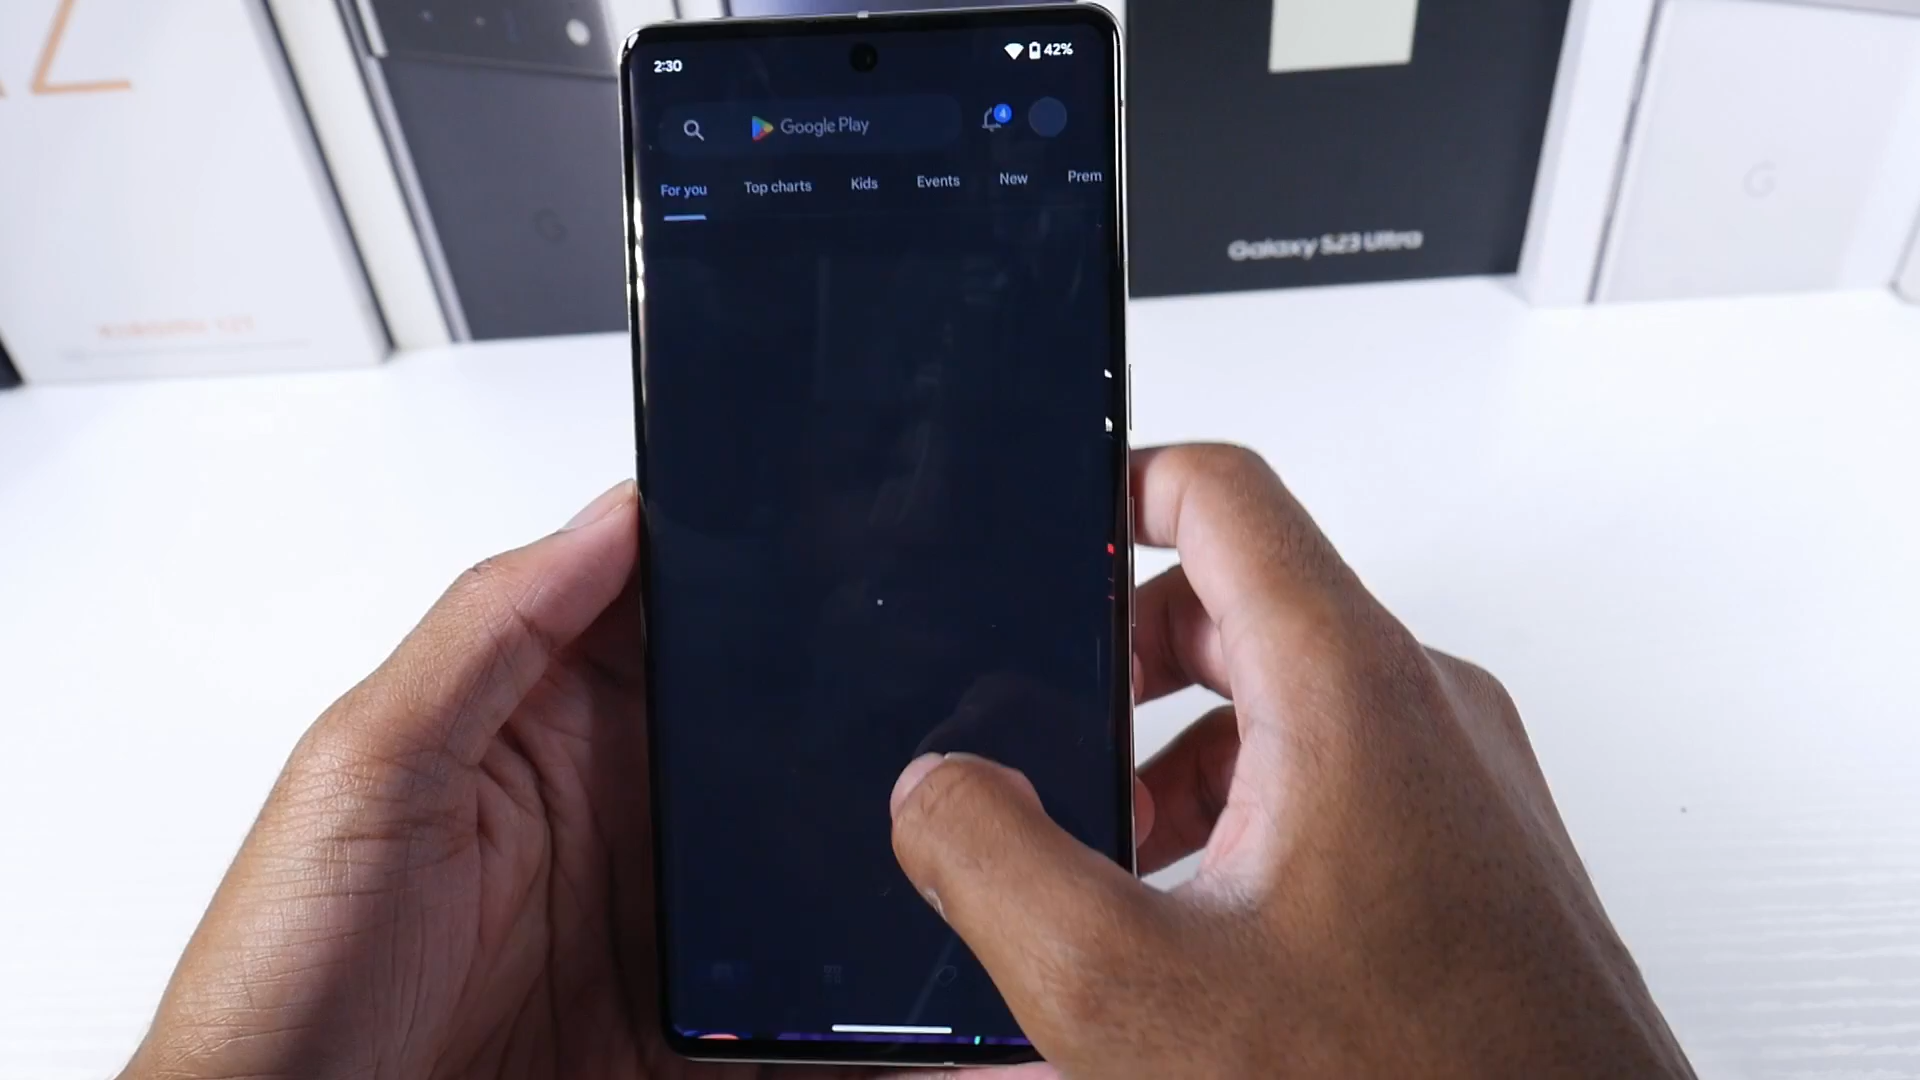 2:30
42%
Google Play
4
For you
Top charts
Kids
Events
New
Prem
Galaxy S23 Ultra
G
G